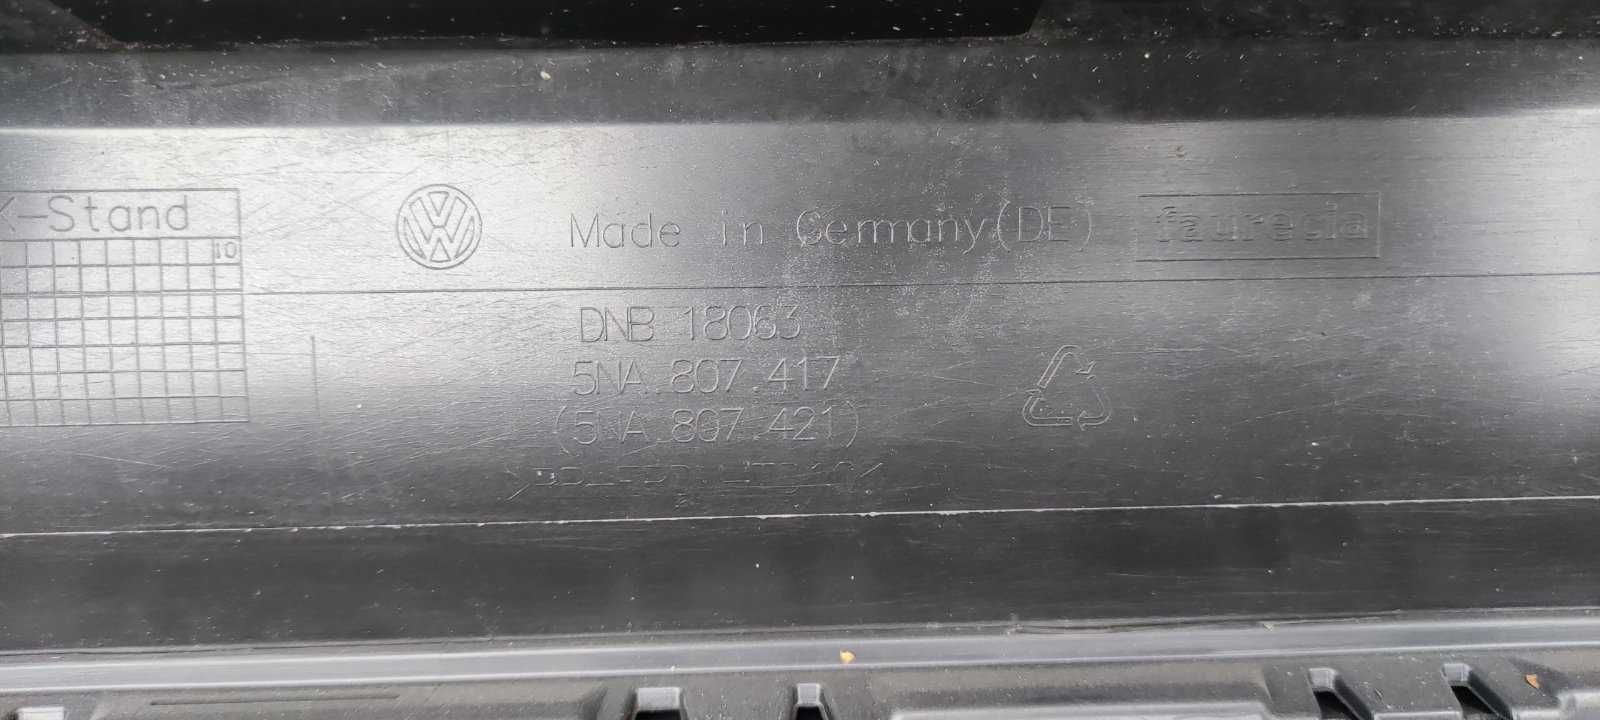 K-Stand
10
Made in Germany (DE)
faurecia
DNB 18063
5NA.807.417
(5NA.807.421)